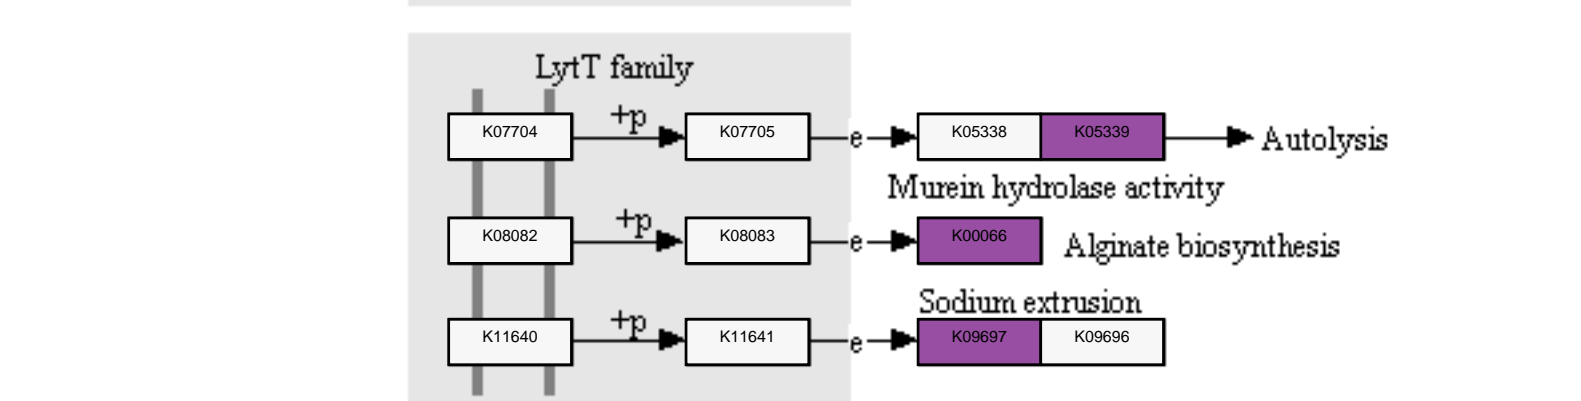 LytT family
K07704 +p K07705 e K05338 K05339 Autolysis
Murein hydrolase activity
K08082 +p K08083 e K00066 Alginate biosynthesis
Sodium extrusion
K11640 +p K11641 e K09697 K09696